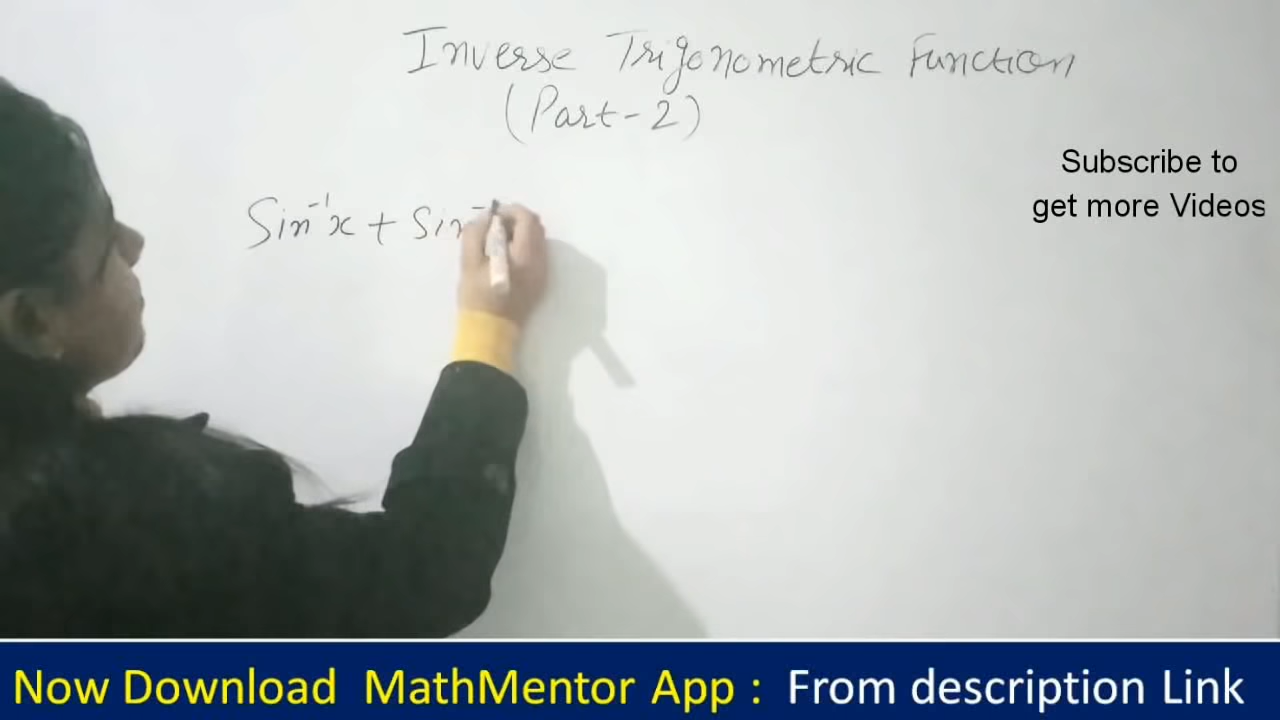 Inverse Trigonometric Function
(Part-2)
Subscribe to
get more Videos
Sin⁻¹x + Sin⁻
Now Download MathMentor App : From description Link